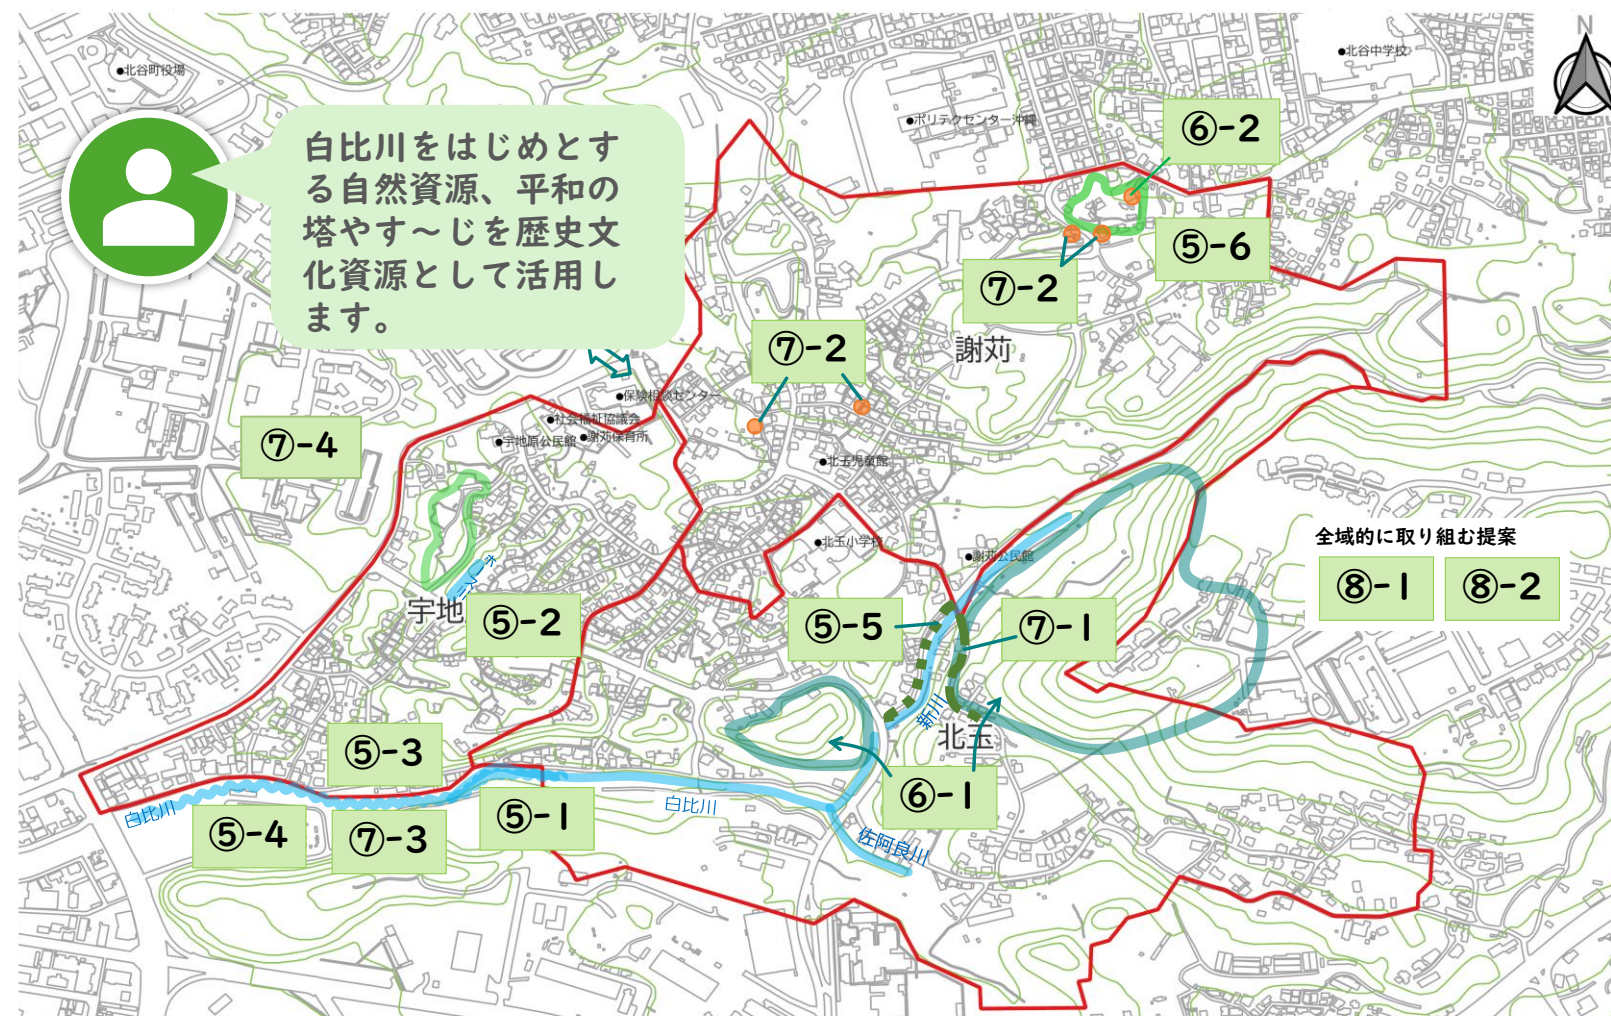 N
●北谷町役場
●北谷中学校
●ポリテクセンター沖縄
白比川をはじめとす
る自然資源、平和の
塔やす～じを歴史文
化資源として活用し
ます。
⑥-2
⑤-6
⑦-2
⑦-2
謝苅
●保険相談センター
●社会福祉協議会
●宇地原公民館
●謝苅保育所
⑦-4
●北玉児童館
●北玉小学校
●謝苅公民館
全域的に取り組む提案
⑧-1
⑧-2
宇地
⑤-2
⑤-5
⑦-1
新川
北玉
⑤-3
⑥-1
白比川
⑤-4
⑦-3
⑤-1
白比川
佐阿良川